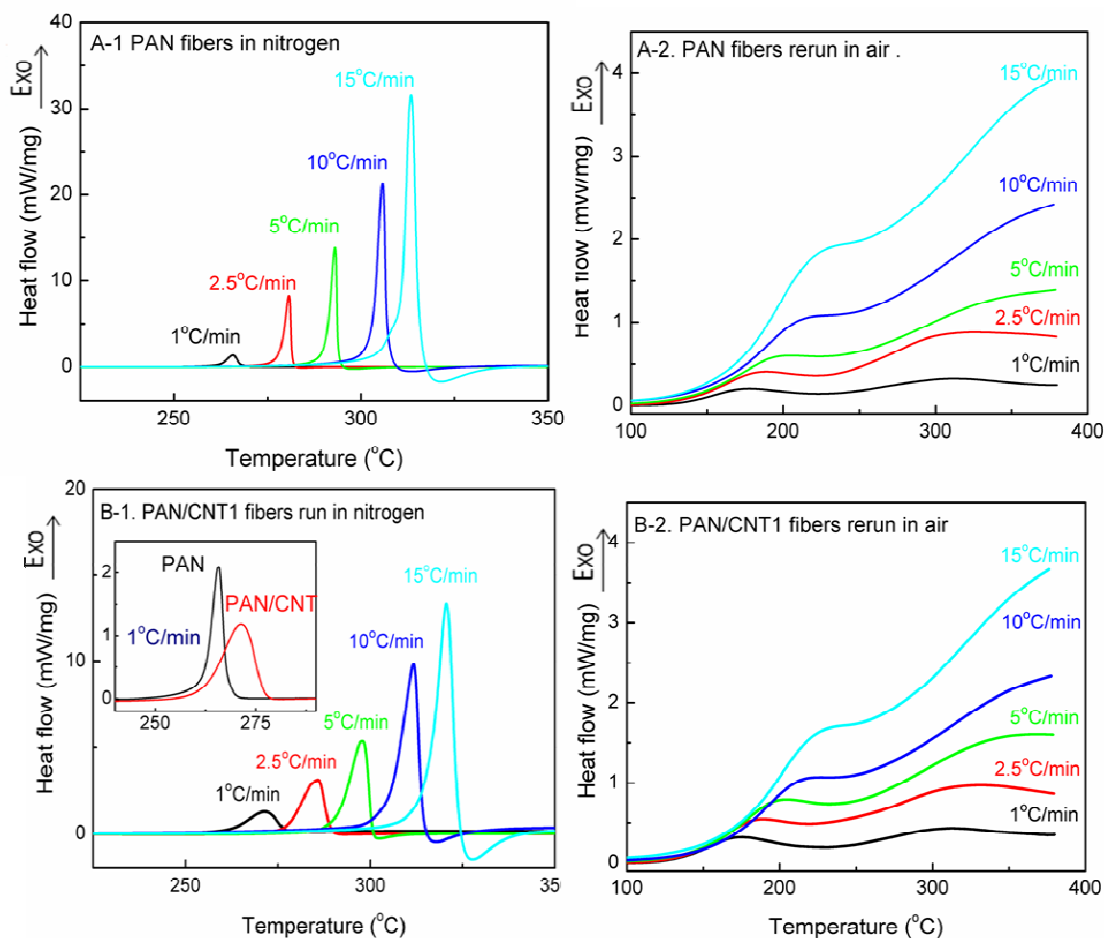 A-1 PAN fibers in nitrogen
Exo
Heat flow (mW/mg)
40
30
20
10
0
15°C/min
10°C/min
5°C/min
2.5°C/min
1°C/min
250
300
350
Temperature (°C)
A-2. PAN fibers rerun in air .
Exo
Heat flow (mvv/mg)
4
3
2
1
0
15°C/min
10°C/min
5°C/min
2.5°C/min
1°C/min
100
200
300
400
Temperature (°C)
B-1. PAN/CNT1 fibers run in nitrogen
Exo
Heat flow (mW/mg)
20
10
0
PAN
PAN/CNT
1°C/min
2
1
0
250
275
15°C/min
10°C/min
5°C/min
2.5°C/min
1°C/min
250
300
35
Temperature (°C)
B-2. PAN/CNT1 fibers rerun in air
Exo
Heat flow (mW/mg)
4
3
2
1
0
15°C/min
10°C/min
5°C/min
2.5°C/min
1°C/min
100
200
300
400
Temperature (°C)